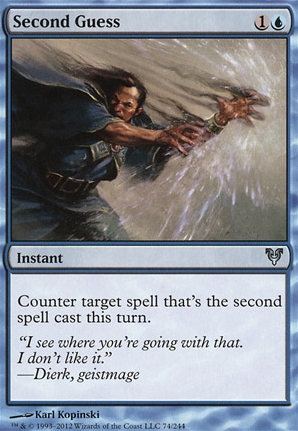 Second Guess 1
Instant
Counter target spell that's the second
spell cast this turn.
“I see where you're going with that.
I don't like it.”
—Dierk, geistmage
Karl Kopinski
™ & © 1993–2012 Wizards of the Coast LLC 74/244